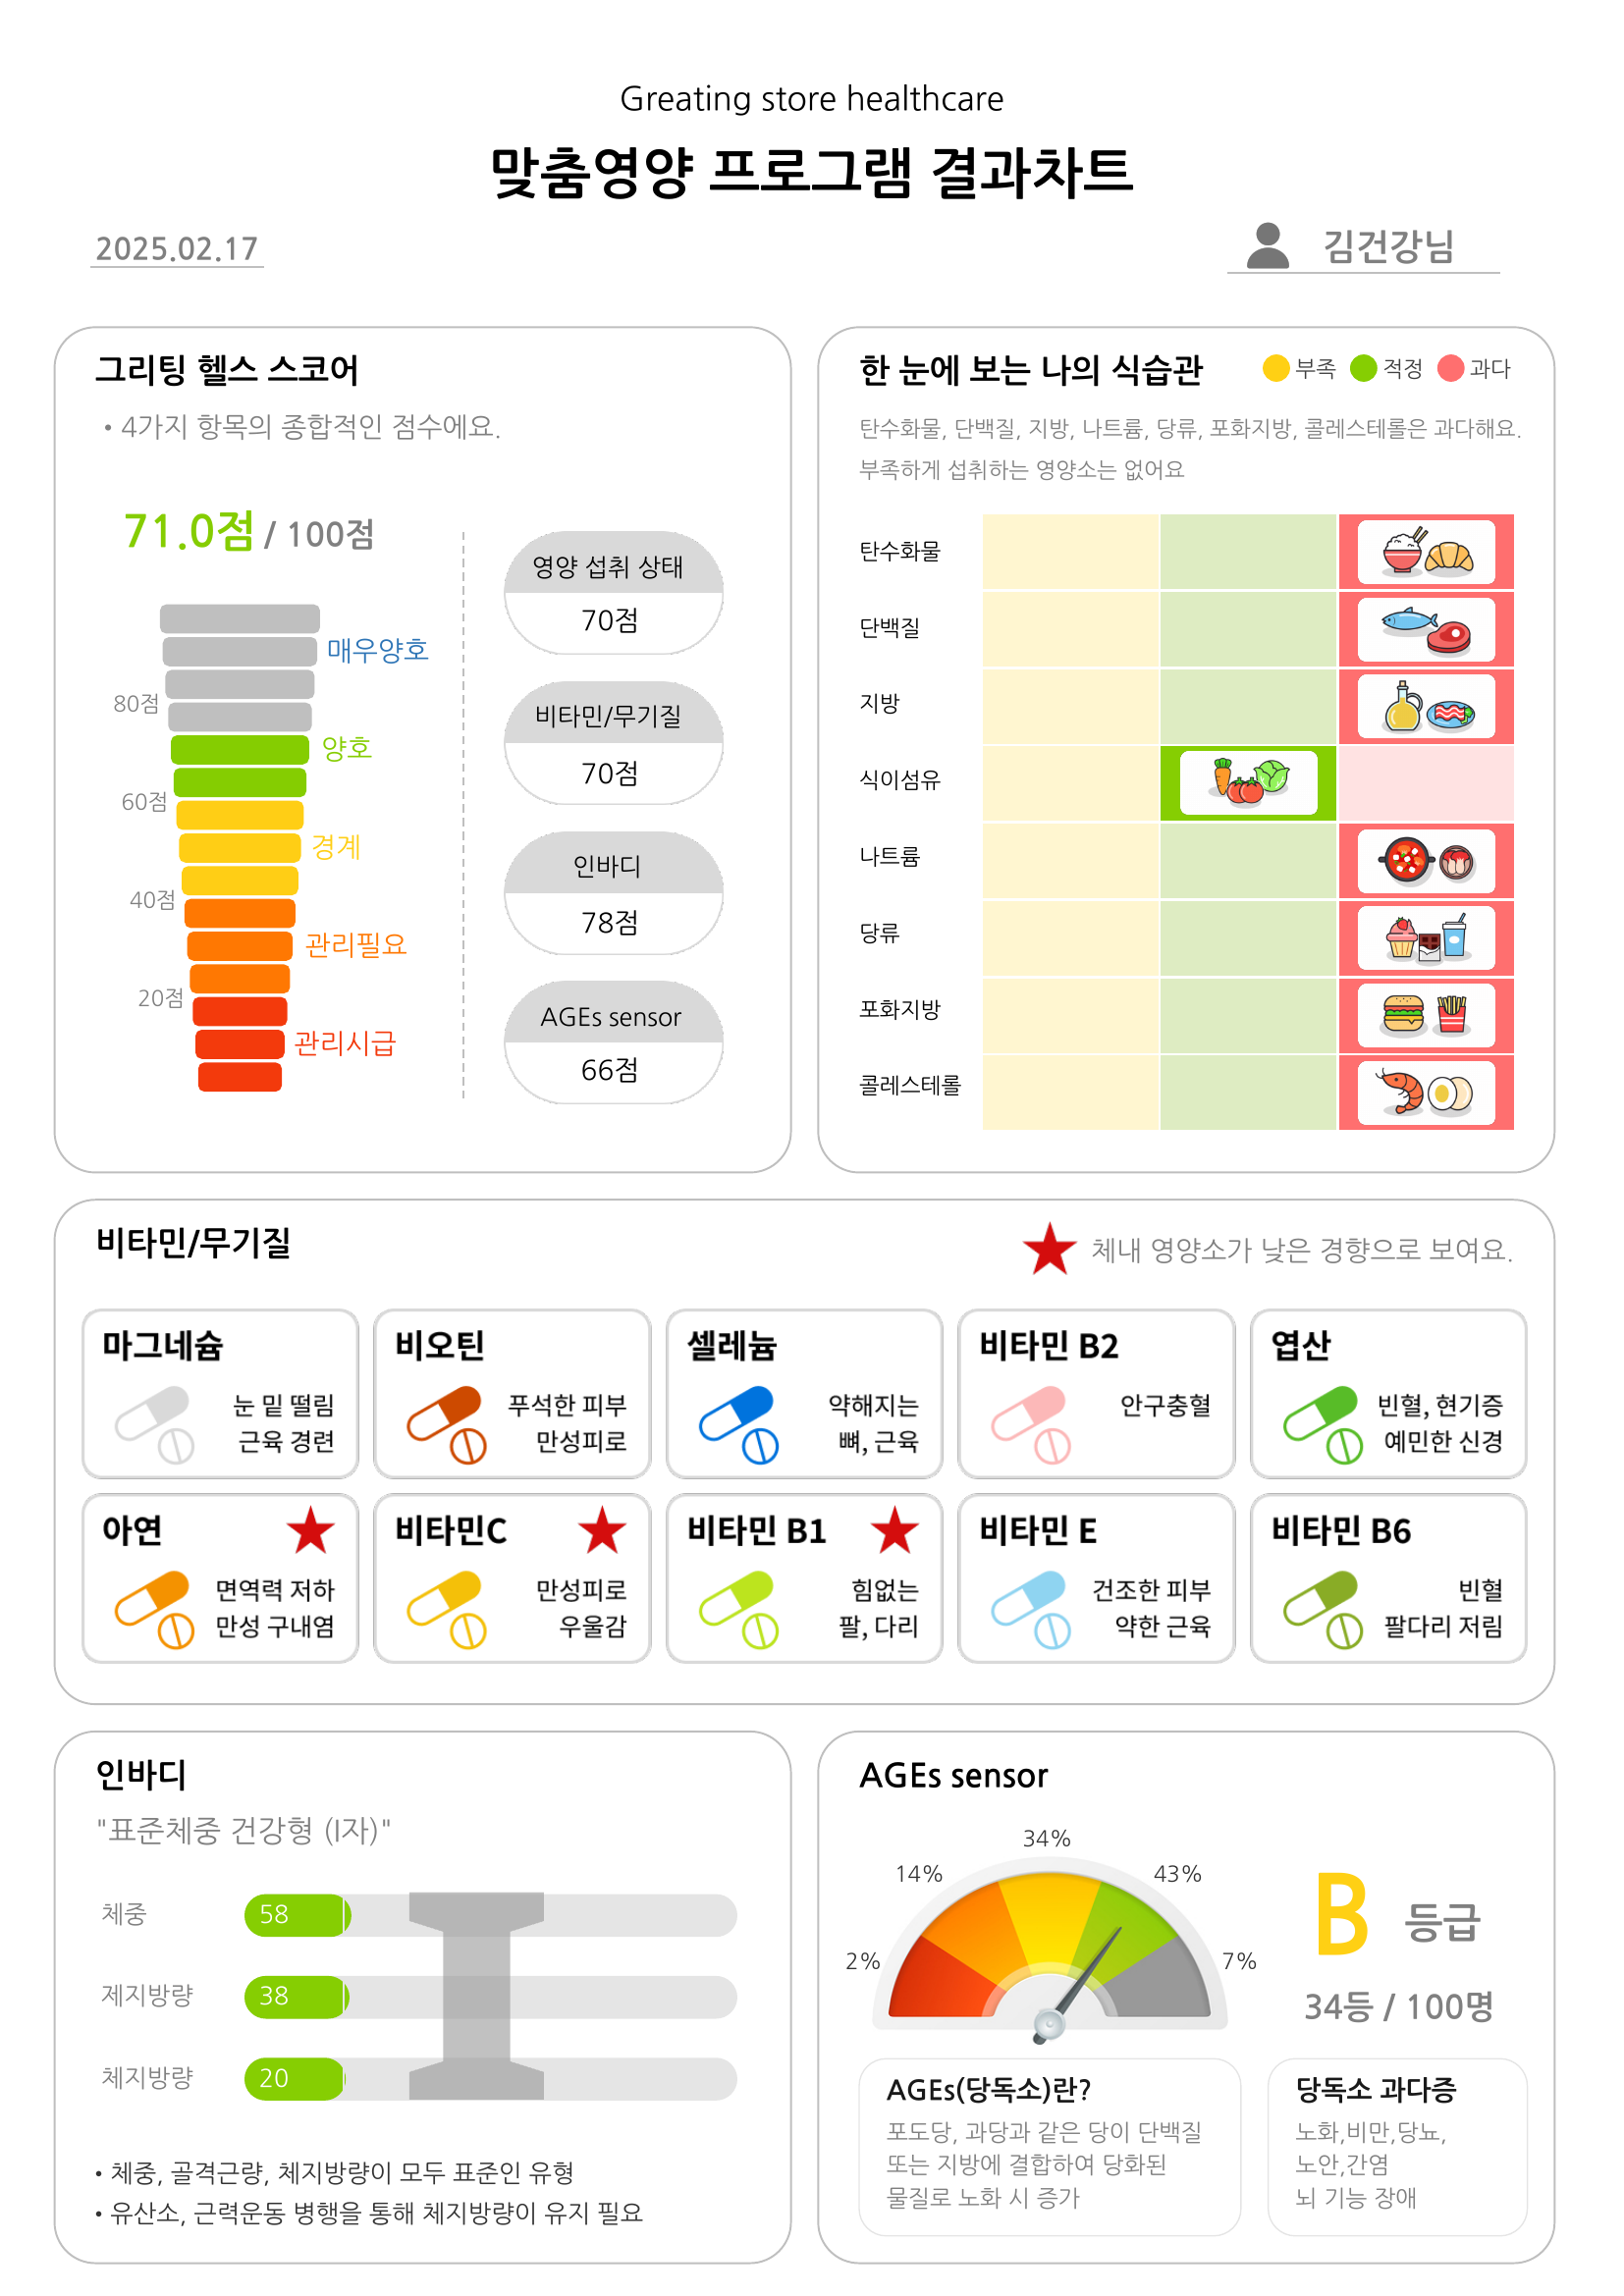 Greating store healthcare
맞춤영양 프로그램 결과차트
2025.02.17
김건강님
그리팅 헬스 스코어
• 4가지 항목의 종합적인 점수에요.
71.0점 / 100점
매우양호
80점
양호
60점
경계
40점
관리필요
20점
관리시급
영양 섭취 상태
70점
비타민/무기질
70점
인바디
78점
AGEs sensor
66점
한 눈에 보는 나의 식습관
부족 적정 과다
탄수화물, 단백질, 지방, 나트륨, 당류, 포화지방, 콜레스테롤은 과다해요.
부족하게 섭취하는 영양소는 없어요
탄수화물
단백질
지방
식이섬유
나트륨
당류
포화지방
콜레스테롤
비타민/무기질
체내 영양소가 낮은 경향으로 보여요.
마그네슘
눈 밑 떨림
근육 경련
비오틴
푸석한 피부
만성피로
셀레늄
약해지는
뼈, 근육
비타민 B2
안구충혈
엽산
빈혈, 현기증
예민한 신경
아연
면역력 저하
만성 구내염
비타민C
만성피로
우울감
비타민 B1
힘없는
팔, 다리
비타민 E
건조한 피부
약한 근육
비타민 B6
빈혈
팔다리 저림
인바디
"표준체중 건강형 (I자)"
체중 58
제지방량 38
체지방량 20
• 체중, 골격근량, 체지방량이 모두 표준인 유형
• 유산소, 근력운동 병행을 통해 체지방량이 유지 필요
AGEs sensor
34%
14% 43%
2% 7%
B 등급
34등 / 100명
AGEs(당독소)란?
포도당, 과당과 같은 당이 단백질
또는 지방에 결합하여 당화된
물질로 노화 시 증가
당독소 과다증
노화,비만,당뇨,
노안,간염
뇌 기능 장애